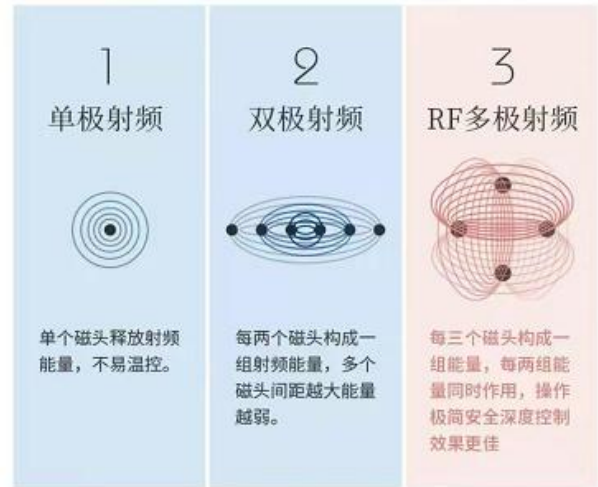 1
单极射频
单个磁头释放射频
能量，不易温控。
2
双极射频
每两个磁头构成一
组射频能量，多个
磁头间距越大能量
越弱。
3
RF多极射频
每三个磁头构成一
组能量，每两组能
量同时作用，操作
极简安全深度控制
效果更佳